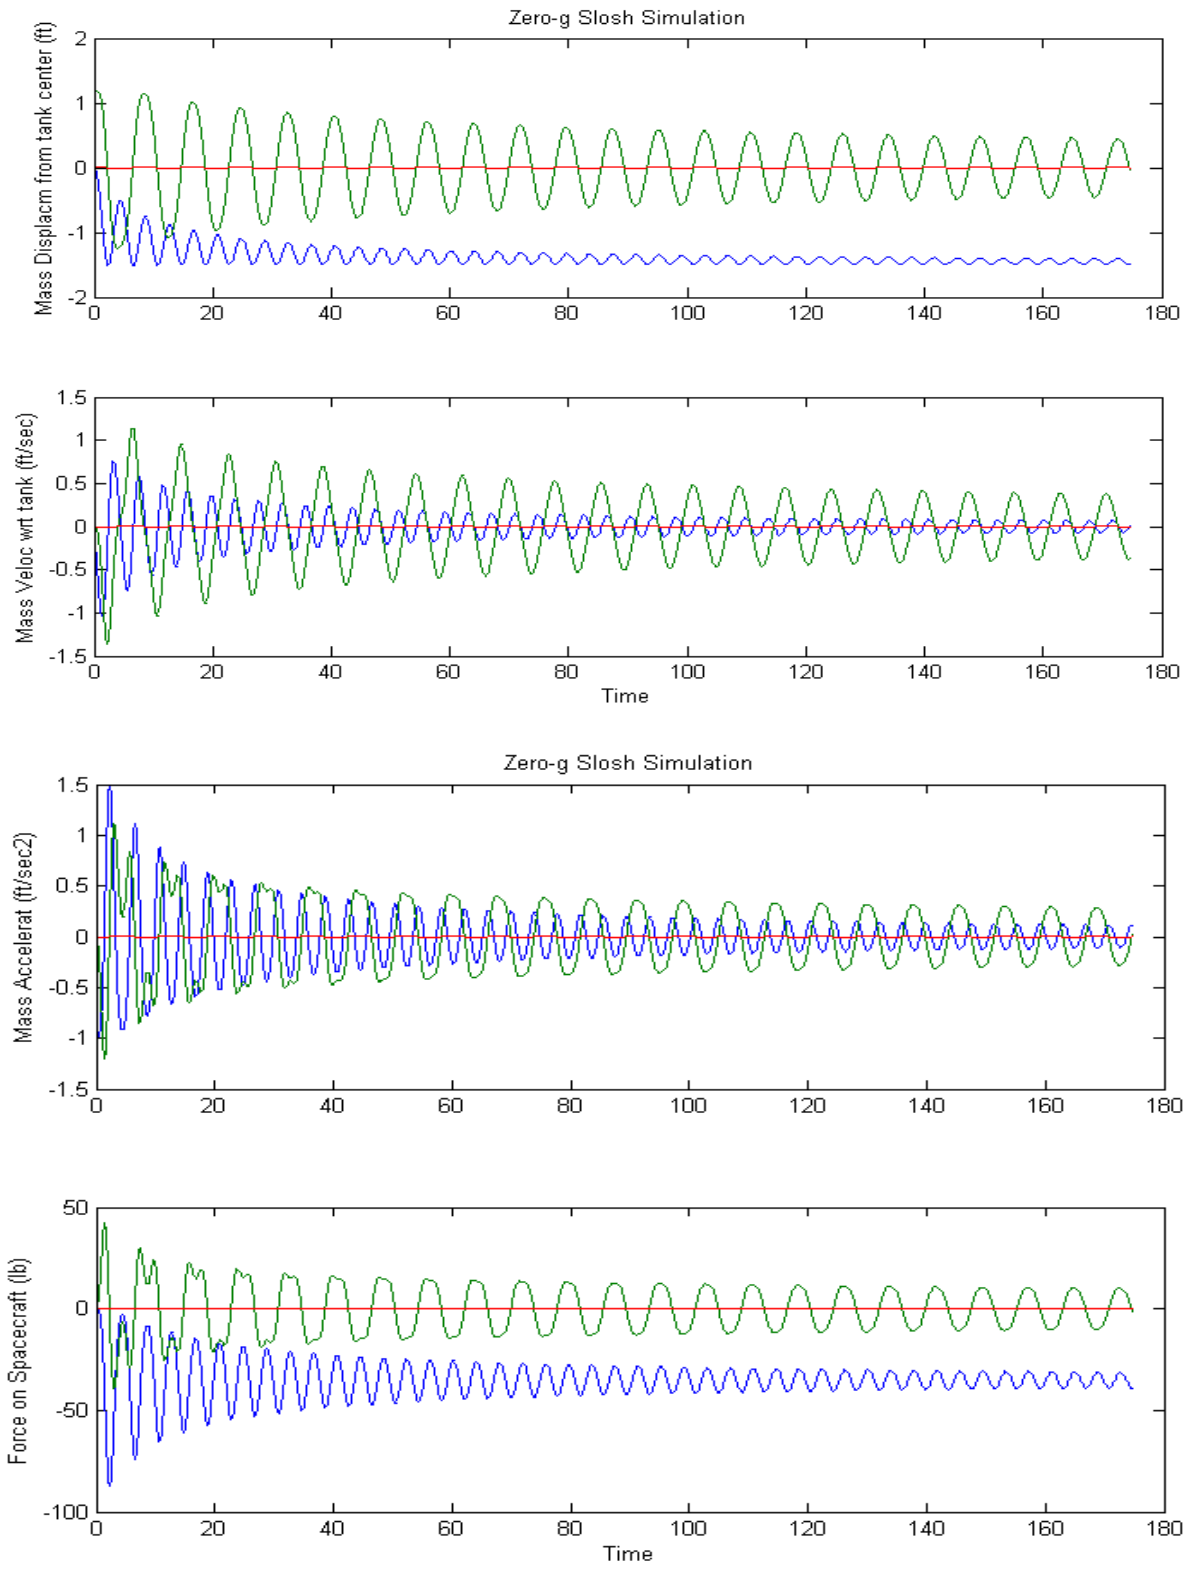 Zero-g Slosh Simulation
Mass Displacm from tank center (ft)
2
1
0
-1
-2
0 20 40 60 80 100 120 140 160 180
Mass Veloc wrt tank (ft/sec)
1.5
1
0.5
0
-0.5
-1
-1.5
0 20 40 60 80 100 120 140 160 180
Time
Zero-g Slosh Simulation
Mass Accelerat (ft/sec2)
1.5
1
0.5
0
-0.5
-1
-1.5
0 20 40 60 80 100 120 140 160 180
Force on Spacecraft (lb)
50
0
-50
-100
0 20 40 60 80 100 120 140 160 180
Time